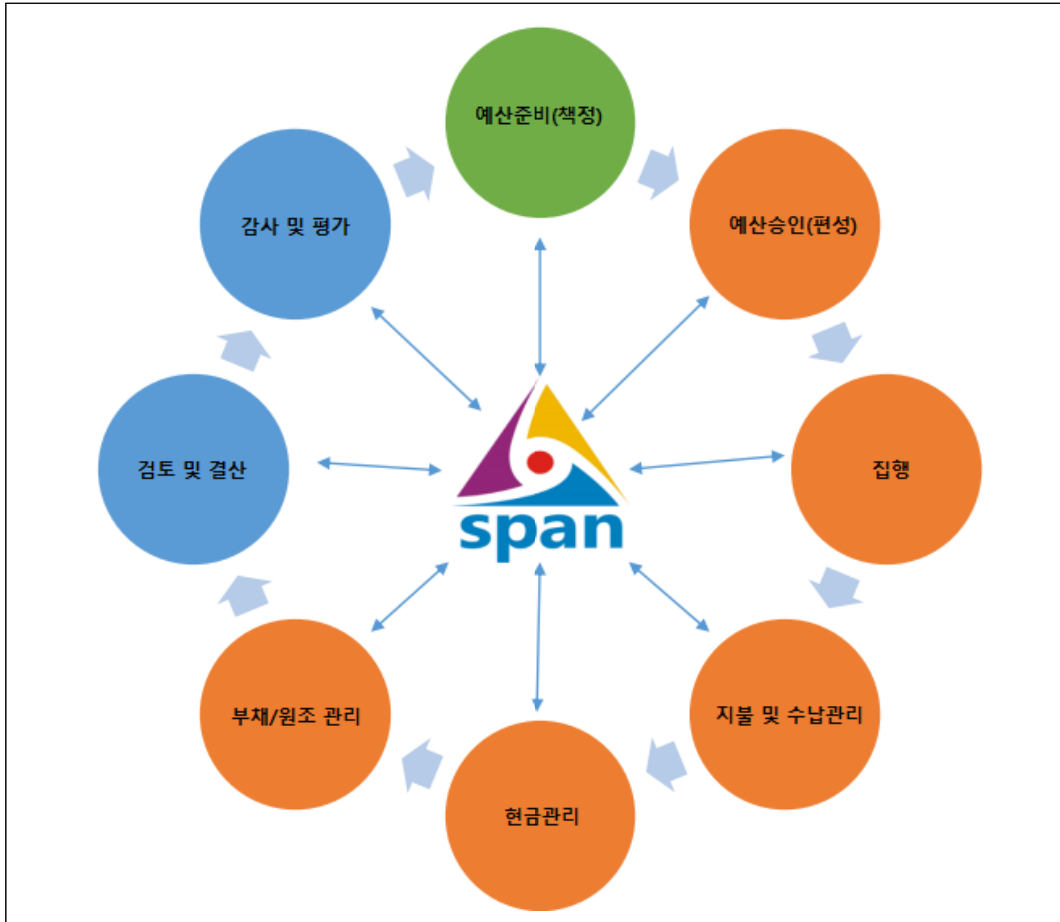 예산준비(책정)
예산승인(편성)
집행
지불 및 수납관리
현금관리
부채/원조 관리
검토 및 결산
감사 및 평가
span